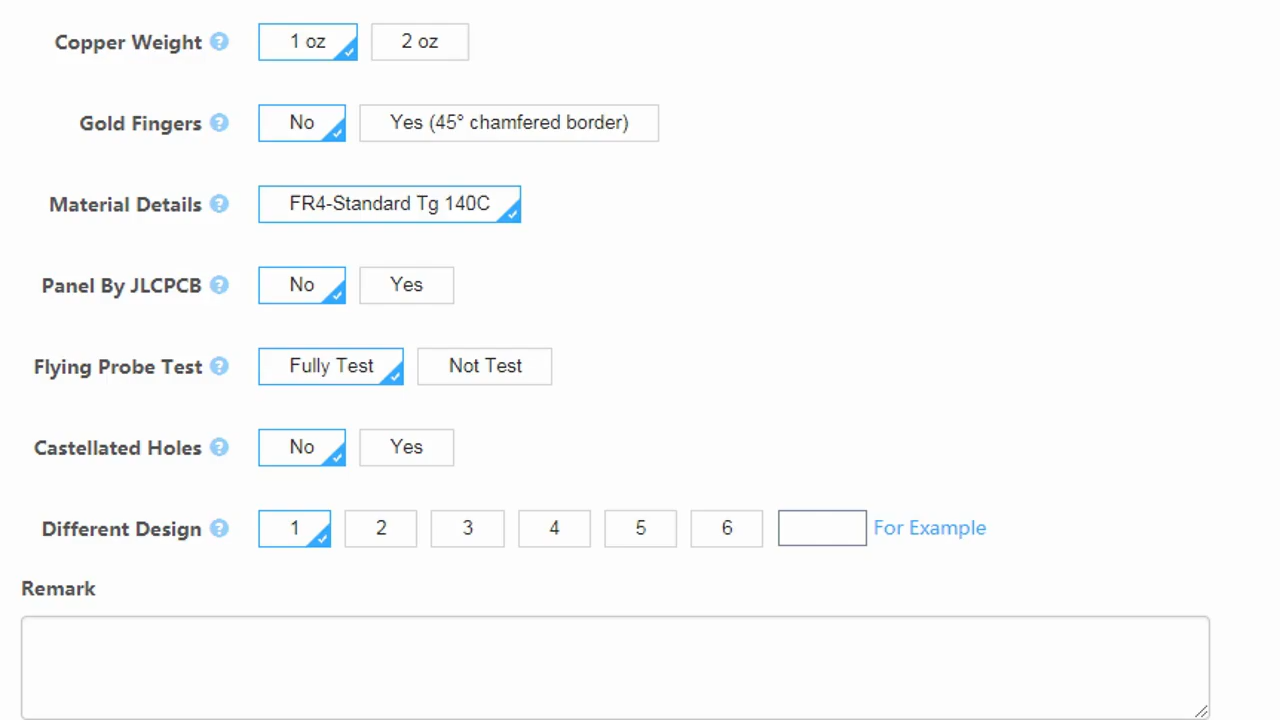 Copper Weight ? 1 oz 2 oz
Gold Fingers ? No Yes (45° chamfered border)
Material Details ? FR4-Standard Tg 140C
Panel By JLCPCB ? No Yes
Flying Probe Test ? Fully Test Not Test
Castellated Holes ? No Yes
Different Design ? 1 2 3 4 5 6 For Example
Remark